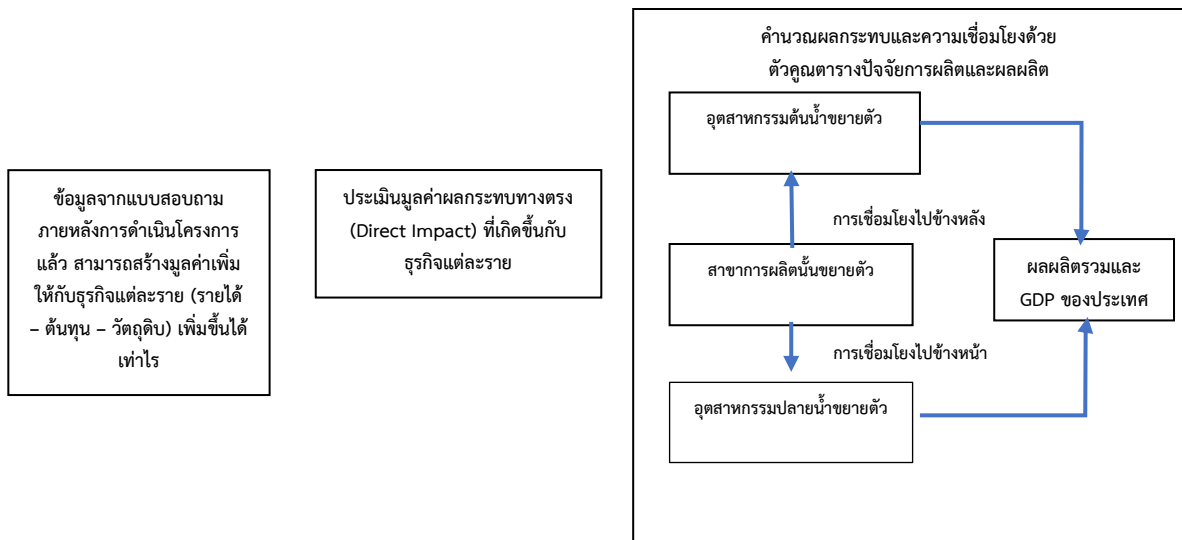 ข้อมูลจากแบบสอบถาม
ภายหลังการดำเนินโครงการ
แล้ว สามารถสร้างมูลค่าเพิ่ม
ให้กับธุรกิจแต่ละราย (รายได้
– ต้นทุน – วัตถุดิบ) เพิ่มขึ้นได้
เท่าไร
ประเมินมูลค่าผลกระทบทางตรง
(Direct Impact) ที่เกิดขึ้นกับ
ธุรกิจแต่ละราย
คำนวณผลกระทบและความเชื่อมโยงด้วย
ตัวคูณตารางปัจจัยการผลิตและผลผลิต
อุตสาหกรรมต้นน้ำขยายตัว
การเชื่อมโยงไปข้างหลัง
สาขาการผลิตนั้นขยายตัว
ผลผลิตรวมและ
GDP ของประเทศ
การเชื่อมโยงไปข้างหน้า
อุตสาหกรรมปลายน้ำขยายตัว